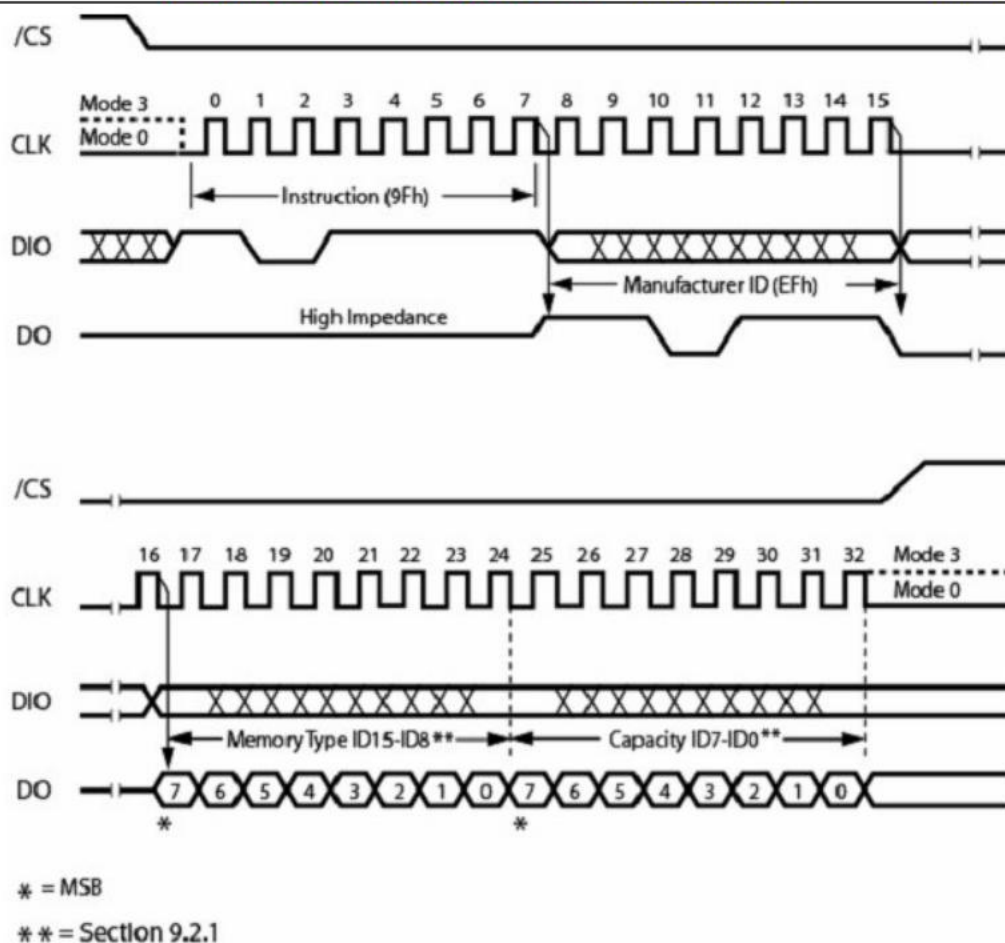 /CS
Mode 3
0 1 2 3 4 5 6 7 8 9 10 11 12 13 14 15
CLK
Mode 0
Instruction (9Fh)
DIO
Manufacturer ID (EFh)
High Impedance
DO
/CS
16 17 18 19 20 21 22 23 24 25 26 27 28 29 30 31 32
Mode 3
CLK
Mode 0
DIO
Memory Type ID15-ID8** Capacity ID7-ID0**
DO 7 6 5 4 3 2 1 0 7 6 5 4 3 2 1 0
* *
* = MSB
** = Section 9.2.1